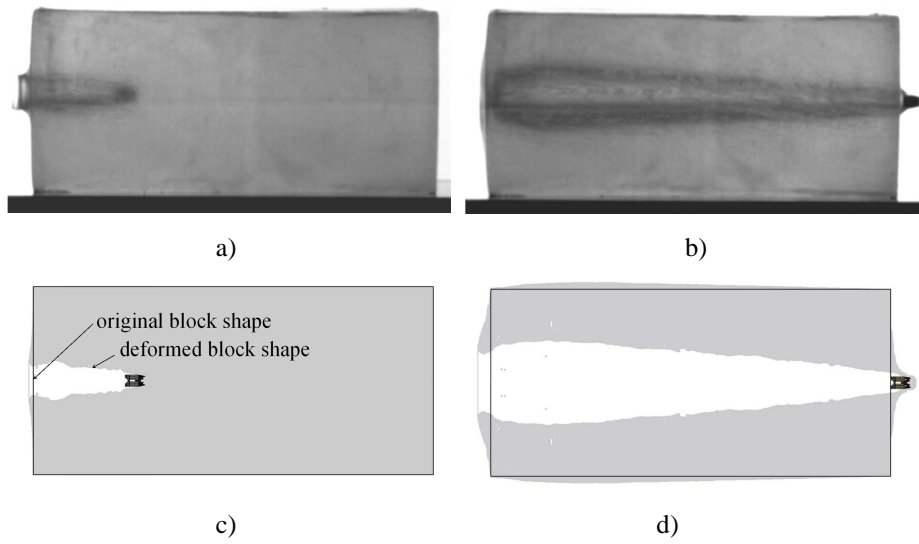 a)
b)
original block shape
deformed block shape
c)
d)